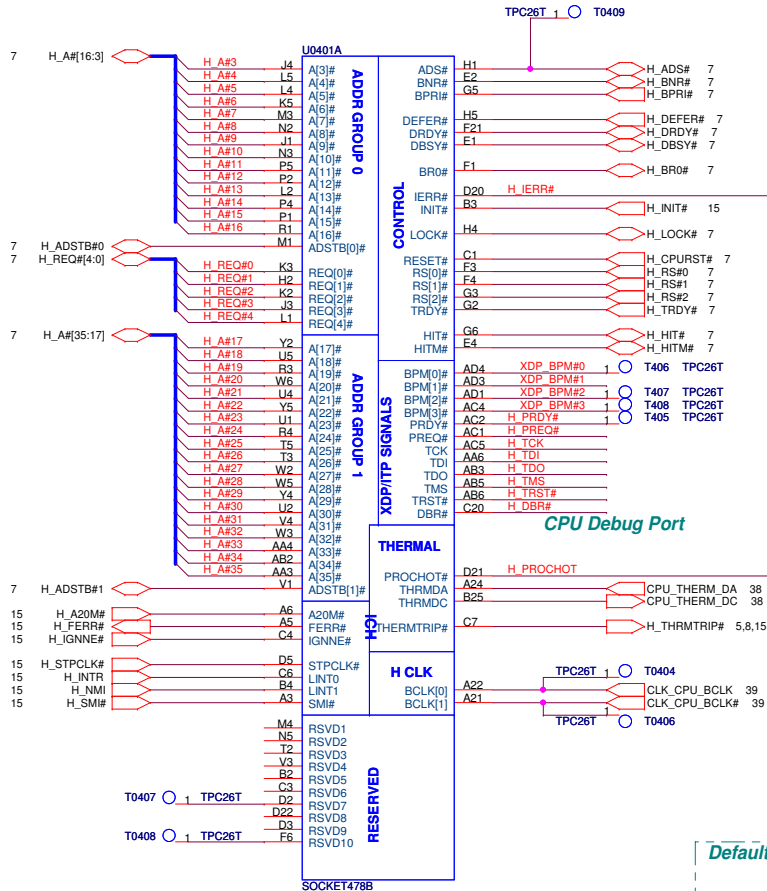 TPC26T 1 T0409
U0401A
7 H_A#[16:3]
H_A#3 J4 A[3]#
H_A#4 L5 A[4]#
H_A#5 L4 A[5]#
H_A#6 K5 A[6]#
H_A#7 M3 A[7]#
H_A#8 N2 A[8]#
H_A#9 J1 A[9]#
H_A#10 N3 A[10]#
H_A#11 P5 A[11]#
H_A#12 P2 A[12]#
H_A#13 L2 A[13]#
H_A#14 P4 A[14]#
H_A#15 P1 A[15]#
H_A#16 R1 A[16]#
7 H_ADSTB#0 M1 ADSTB[0]#
7 H_REQ#[4:0]
H_REQ#0 K3 REQ[0]#
H_REQ#1 H2 REQ[1]#
H_REQ#2 K2 REQ[2]#
H_REQ#3 J3 REQ[3]#
H_REQ#4 L1 REQ[4]#
ADDR GROUP 0
7 H_A#[35:17]
H_A#17 Y2 A[17]#
H_A#18 U5 A[18]#
H_A#19 R3 A[19]#
H_A#20 W6 A[20]#
H_A#21 U4 A[21]#
H_A#22 Y5 A[22]#
H_A#23 U1 A[23]#
H_A#24 R4 A[24]#
H_A#25 T5 A[25]#
H_A#26 T3 A[26]#
H_A#27 W2 A[27]#
H_A#28 W5 A[28]#
H_A#29 Y4 A[29]#
H_A#30 U2 A[30]#
H_A#31 V4 A[31]#
H_A#32 W3 A[32]#
H_A#33 AA4 A[33]#
H_A#34 AB2 A[34]#
H_A#35 AA3 A[35]#
7 H_ADSTB#1 V1 ADSTB[1]#
ADDR GROUP 1
15 H_A20M# A6 A20M#
15 H_FERR# A5 FERR#
15 H_IGNNE# C4 IGNNE#
15 H_STPCLK# D5 STPCLK#
15 H_INTR C6 LINT0
15 H_NMI B4 LINT1
15 H_SMI# A3 SMI#
ICH
M4 RSVD1
N5 RSVD2
T2 RSVD3
V3 RSVD4
B2 RSVD5
C3 RSVD6
T0407 1 TPC26T D2 RSVD7
D22 RSVD8
D3 RSVD9
T0408 1 TPC26T F6 RSVD10
RESERVED
SOCKET478B
ADS# H1 H_ADS# 7
BNR# E2 H_BNR# 7
BPRI# G5 H_BPRI# 7
DEFER# H5 H_DEFER# 7
DRDY# F21 H_DRDY# 7
DBSY# E1 H_DBSY# 7
BR0# F1 H_BR0# 7
IERR# D20 H_IERR#
INIT# B3 H_INIT# 15
LOCK# H4 H_LOCK# 7
RESET# C1 H_CPURST# 7
RS[0]# F3 H_RS#0 7
RS[1]# F4 H_RS#1 7
RS[2]# G3 H_RS#2 7
TRDY# G2 H_TRDY# 7
HIT# G6 H_HIT# 7
HITM# E4 H_HITM# 7
CONTROL
BPM[0]# AD4 XDP_BPM#0 1 T406 TPC26T
BPM[1]# AD3 XDP_BPM#1
BPM[2]# AD1 XDP_BPM#2 1 T407 TPC26T
BPM[3]# AC4 XDP_BPM#3 1 T408 TPC26T
PRDY# AC2 H_PRDY# 1 T405 TPC26T
PREQ# AC1 H_PREQ#
TCK AC5 H_TCK
TDI AA6 H_TDI
TDO AB3 H_TDO
TMS AB5 H_TMS
TRST# AB6 H_TRST#
DBR# C20 H_DBR#
XDP/ITP SIGNALS
CPU Debug Port
THERMAL
PROCHOT# D21 H_PROCHOT
THRMDA A24 CPU_THERM_DA 38
THRMDC B25 CPU_THERM_DC 38
THERMTRIP# C7 H_THRMTRIP# 5,8,15
H CLK
TPC26T 1 T0404
BCLK[0] A22 CLK_CPU_BCLK 39
BCLK[1] A21 CLK_CPU_BCLK# 39
TPC26T 1 T0406
Default